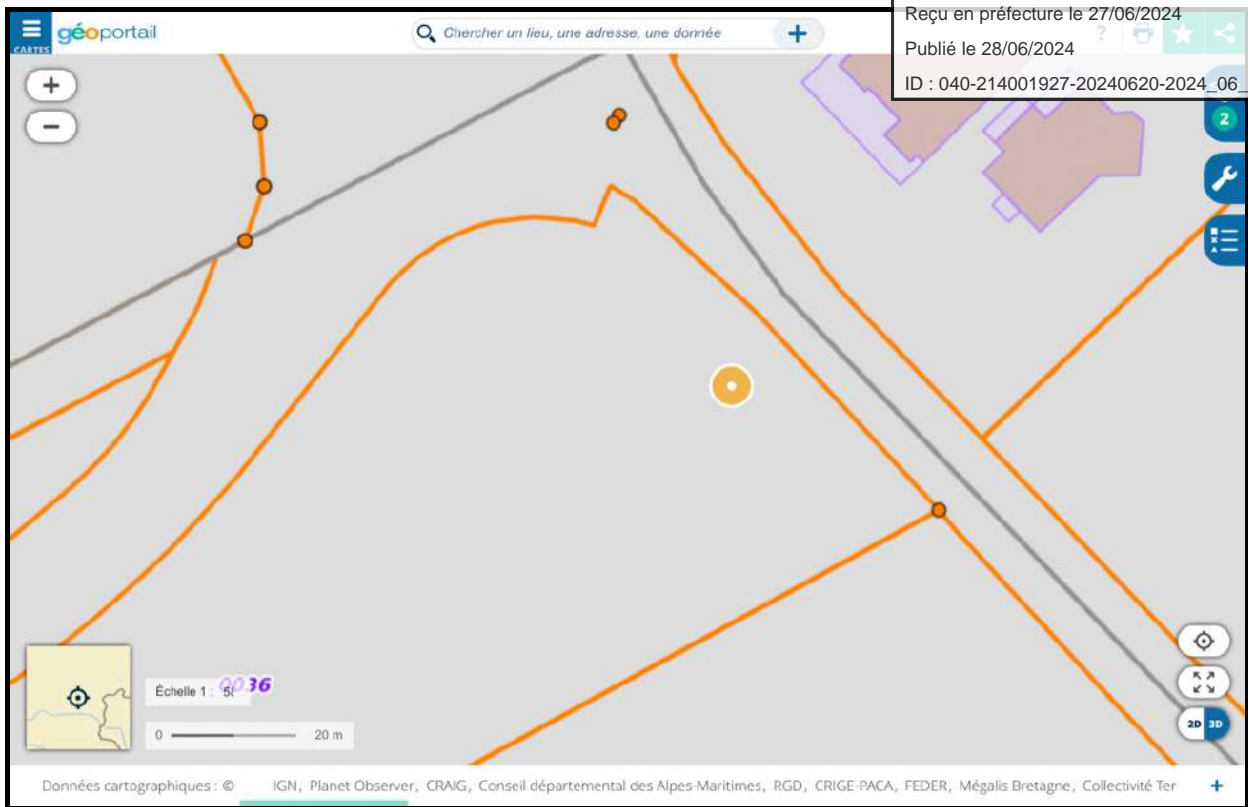 Reçu en préfecture le 27/06/2024
Publié le 28/06/2024
ID : 040-214001927-20240620-2024_06_
CARTES
géoportail
Chercher un lieu, une adresse, une donnée
+
?
+
−
2
Échelle 1 :
0036
0
20 m
2D 3D
Données cartographiques : © IGN, Planet Observer, CRAIG, Conseil départemental des Alpes-Maritimes, RGD, CRIGE-PACA, FEDER, Mégalis Bretagne, Collectivité Ter
+